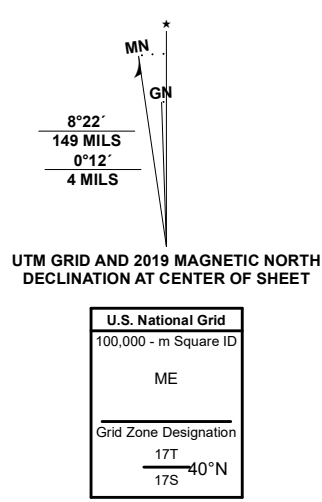 MN
GN
8°22´
149 MILS
0°12´
4 MILS
UTM GRID AND 2019 MAGNETIC NORTH
DECLINATION AT CENTER OF SHEET
U.S. National Grid
100,000 - m Square ID
ME
Grid Zone Designation
17T
40°N
17S